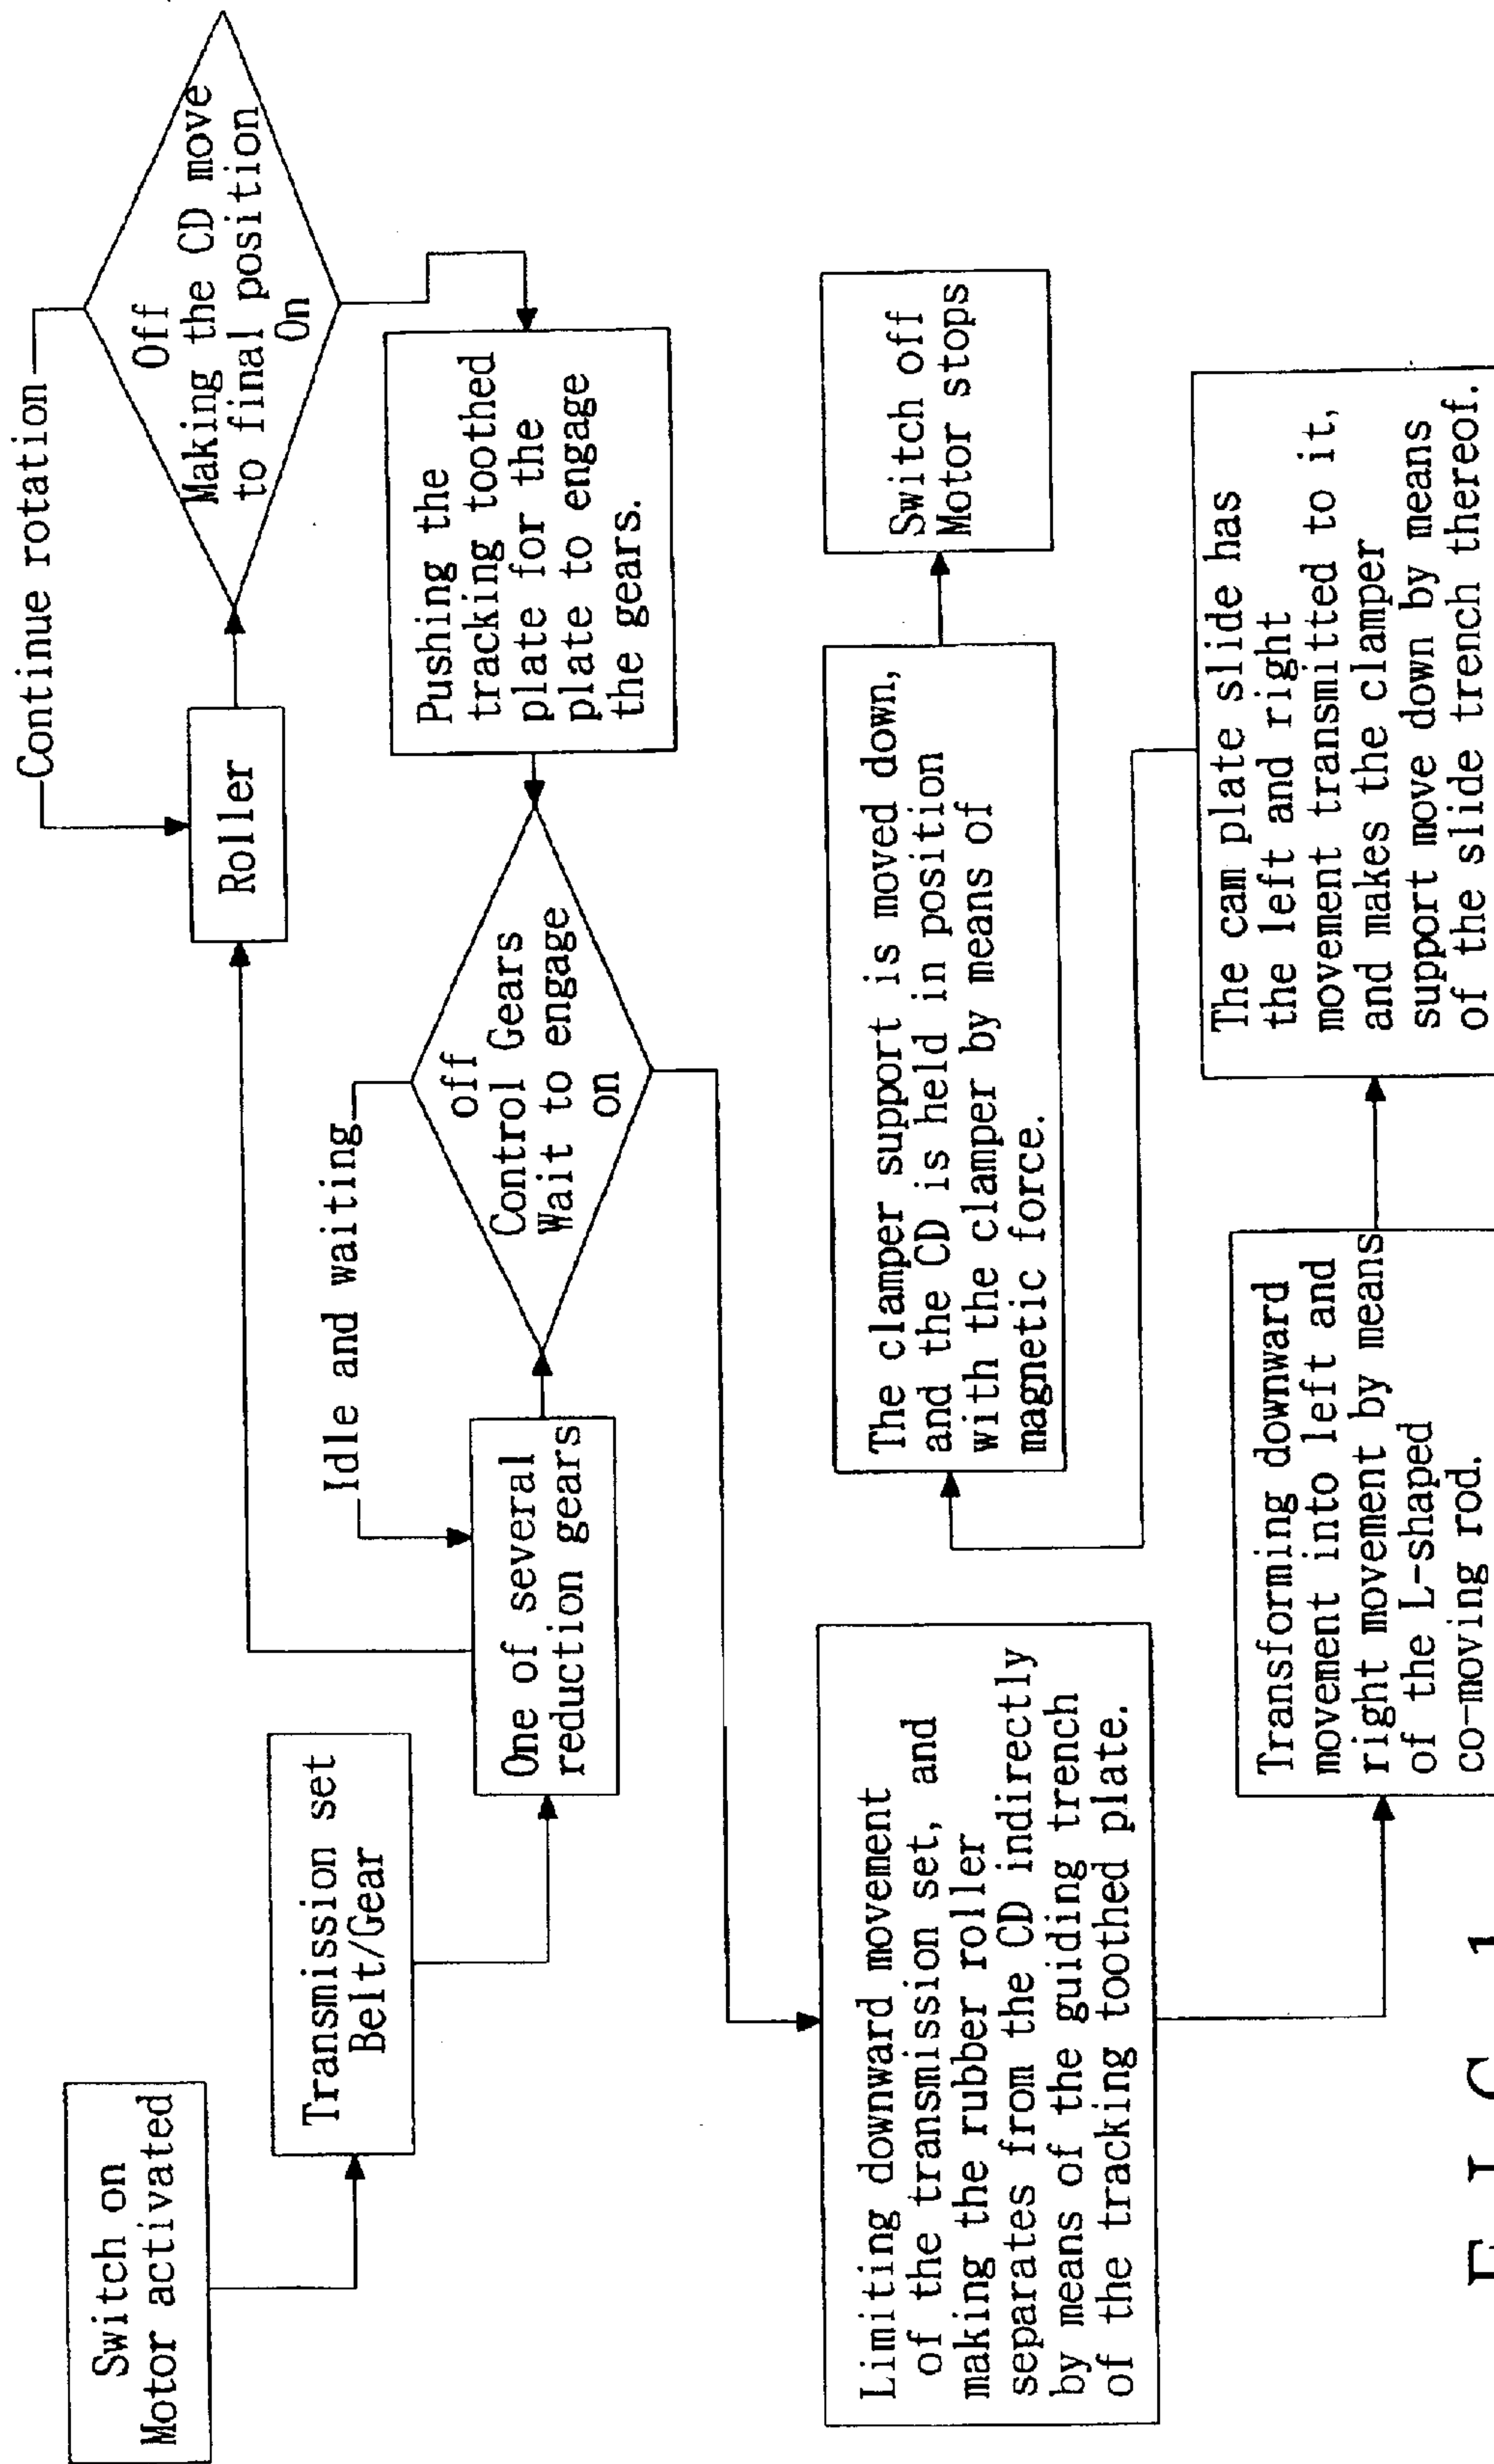 Switch on
Motor activated
Transmission set
Belt/Gear
One of several
reduction gears
Idle and waiting
off
Control Gears
Wait to engage
on
Roller
Continue rotation
Off
Making the CD move
to final position
On
Pushing the
tracking toothed
plate for the
plate to engage
the gears.
Limiting downward movement
of the transmission set, and
making the rubber roller
separates from the CD indirectly
by means of the guiding trench
of the tracking toothed plate.
Transforming downward
movement into left and
right movement by means
of the L-shaped
co-moving rod.
The cam plate slide has
the left and right
movement transmitted to it,
and makes the clamper
support move down by means
of the slide trench thereof.
The clamper support is moved down,
and the CD is held in position
with the clamper by means of
magnetic force.
Switch off
Motor stops